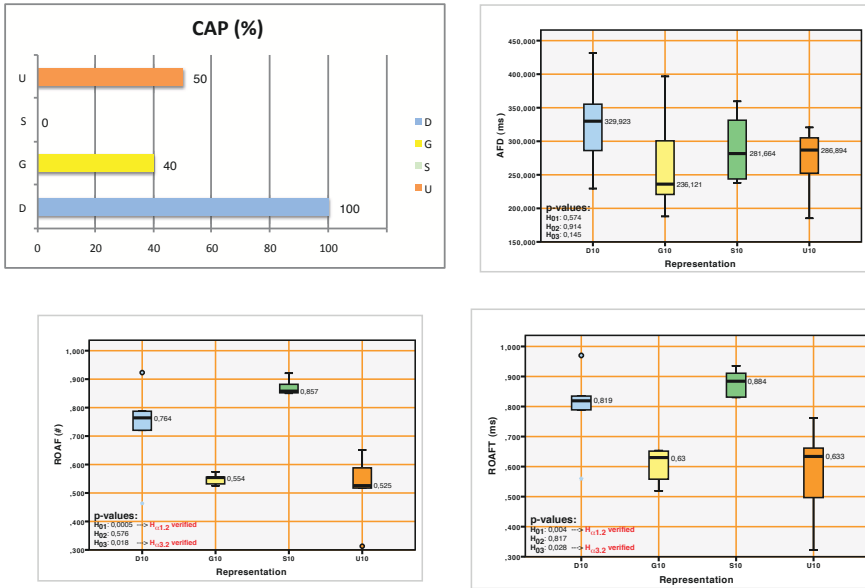 CAP (%)
U
50
S
0
G
40
D
100
0 20 40 60 80 100
D
G
S
U
450,000
400,000
350,000
300,000
250,000
200,000
150,000
AFD (ms)
329,923
236,121
281,664
286,894
p-values:
H01: 0,574
H02: 0,914
H03: 0,145
D10 G10 S10 U10
Representation
1,000
,900
,800
,700
,600
,500
,400
,300
ROAF (#)
0,764
0,554
0,857
0,525
p-values:
H01: 0,0005 ---> Hα1.2 verified
H02: 0,576
H03: 0,018 ---> Hα3.2 verified
D10 G10 S10 U10
Representation
1,000
,900
,800
,700
,600
,500
,400
,300
ROAFT (ms)
0,819
0,63
0,884
0,633
p-values:
H01: 0,004 ---> Hα1.2 verified
H02: 0,817
H03: 0,028 ---> Hα3.2 verified
D10 G10 S10 U10
Representation